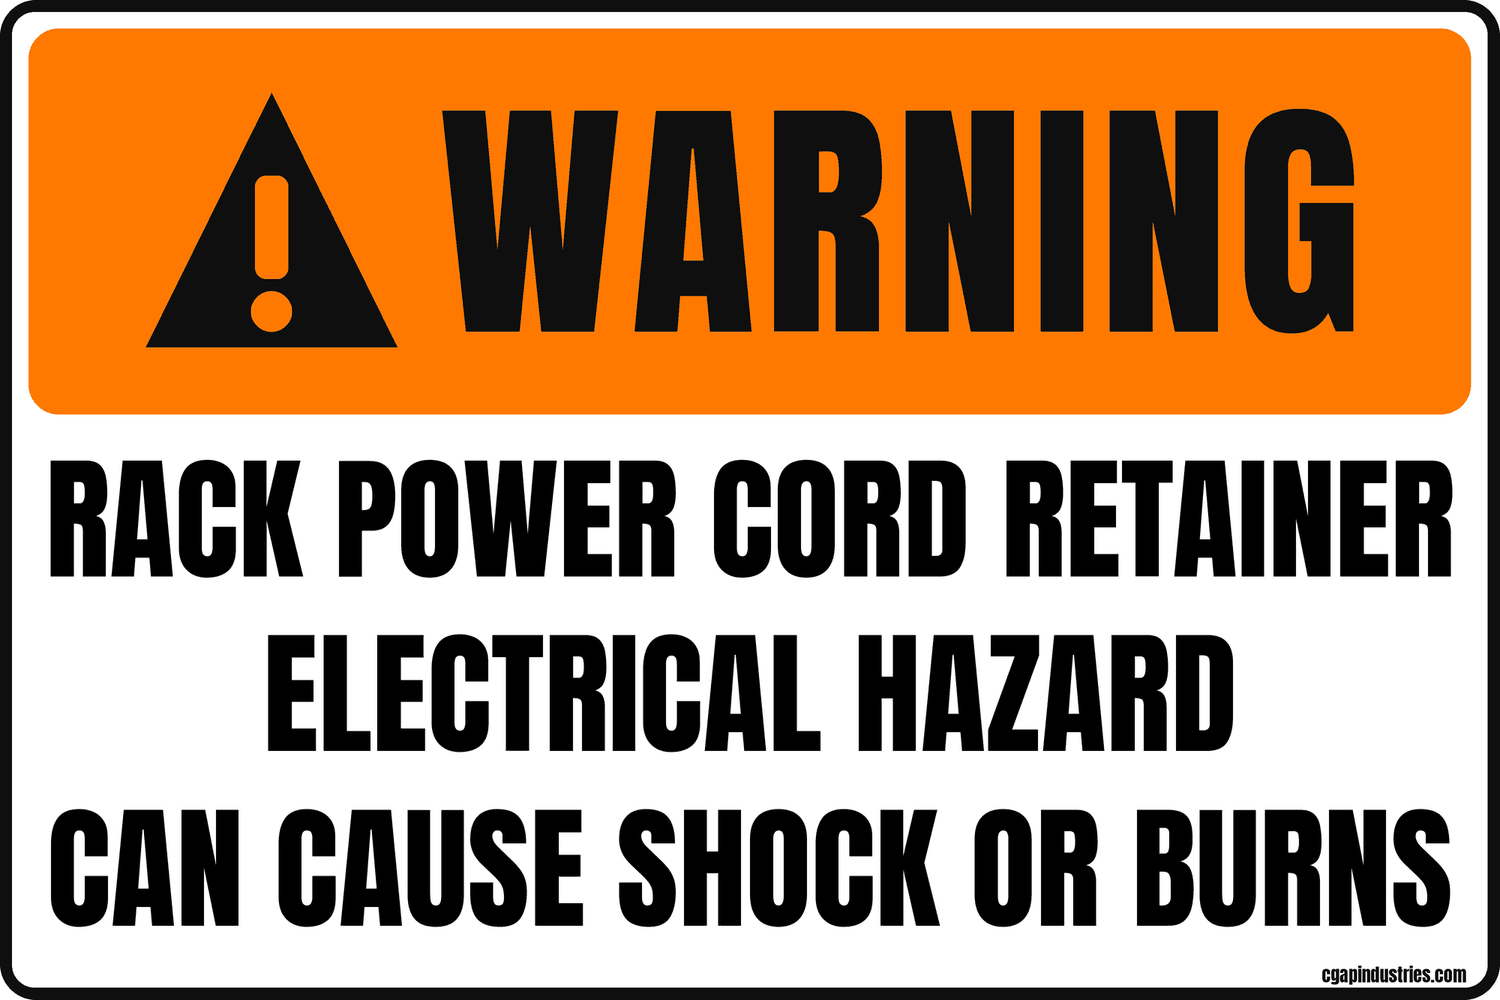 WARNING
RACK POWER CORD RETAINER
ELECTRICAL HAZARD
CAN CAUSE SHOCK OR BURNS
cgapindustries.com